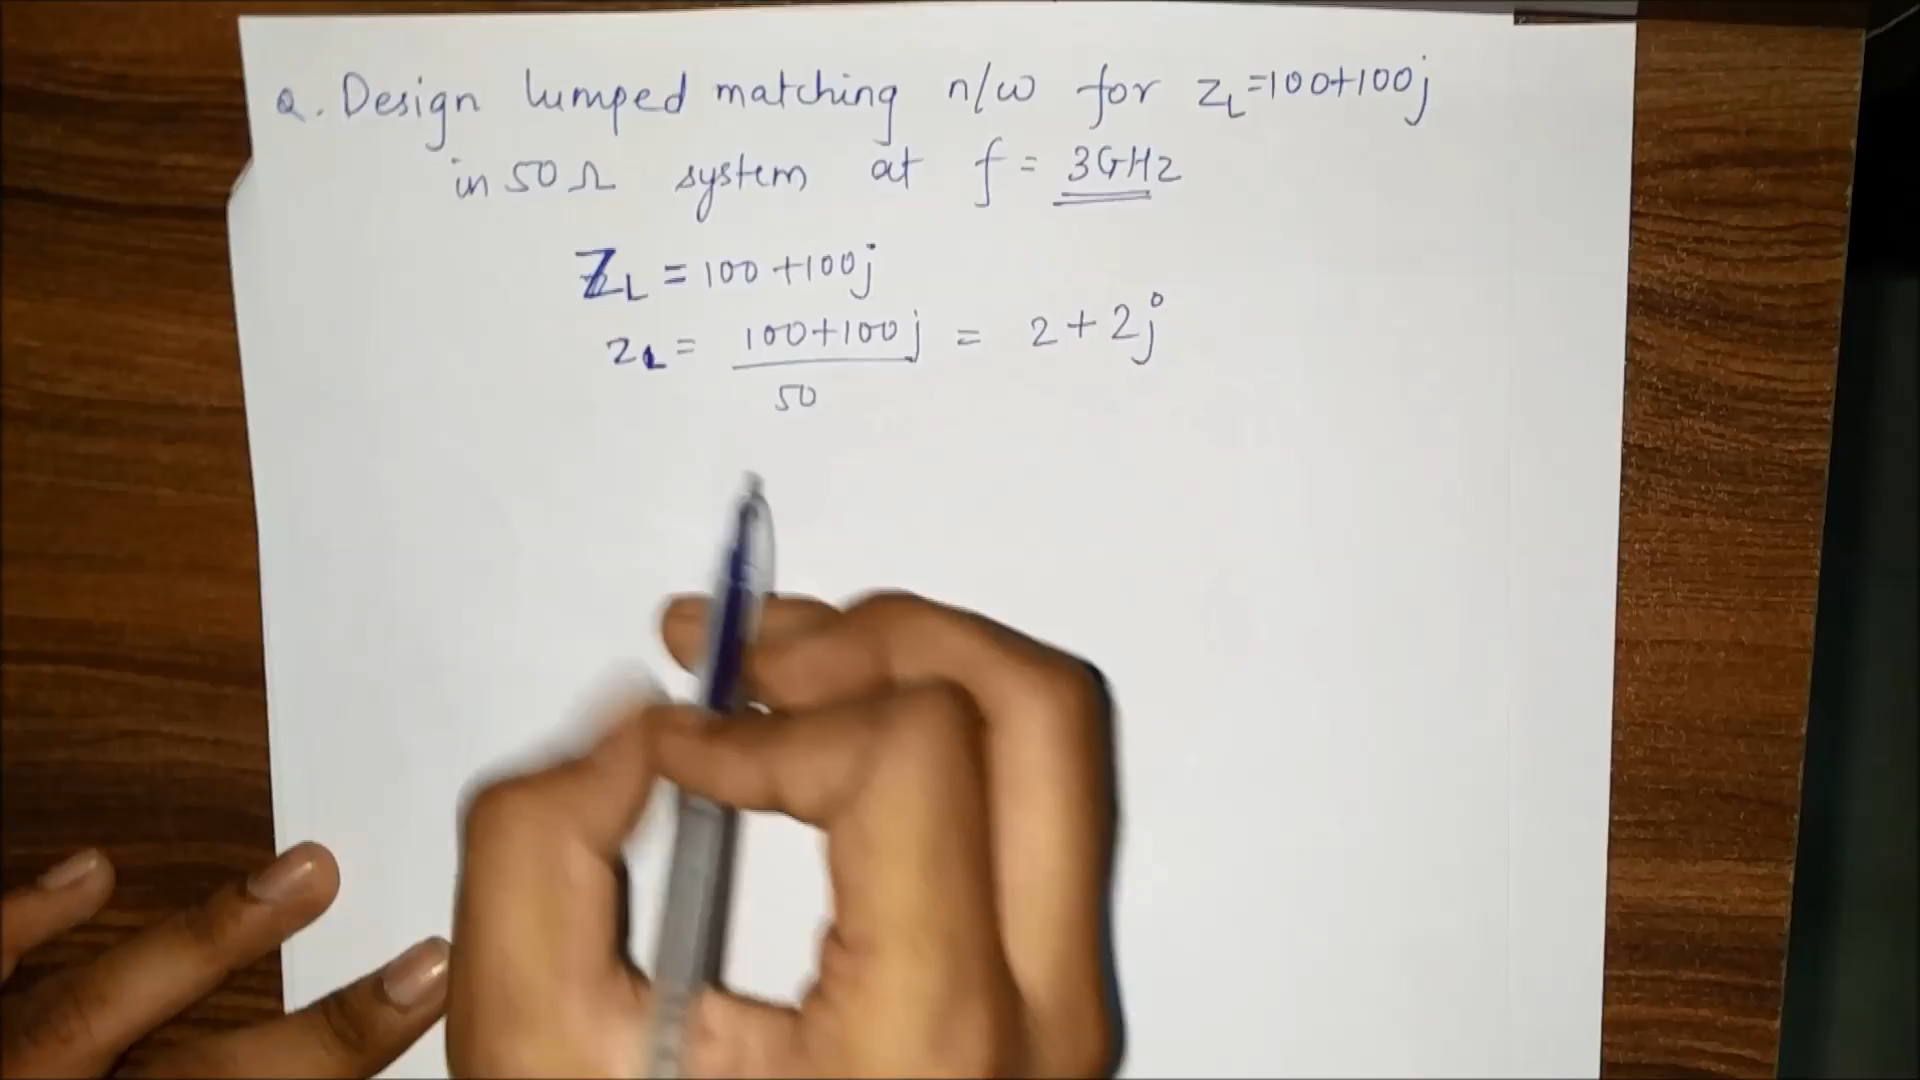 Q. Design lumped matching n/w for ZL=100+100j
in 50Ω system at f = 3GHz
ZL = 100+100j
zL = 100+100j / 50 = 2+2j